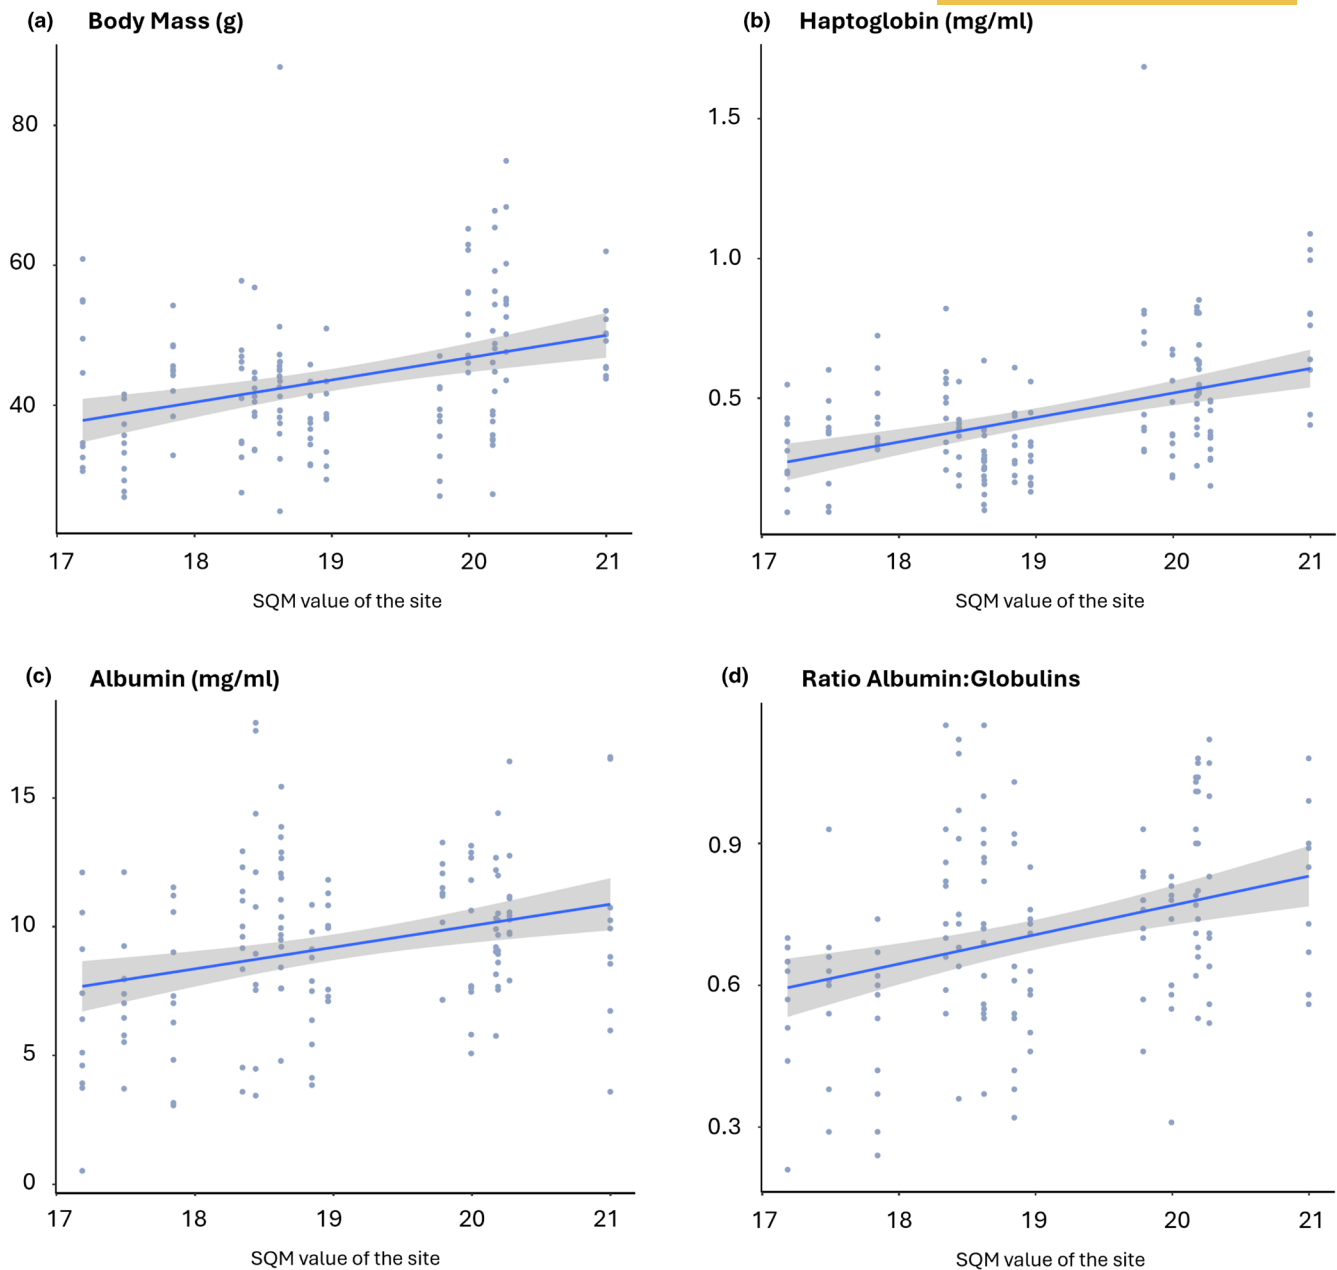 (a) Body Mass (g)
80
60
40
17 18 19 20 21
SQM value of the site
(b) Haptoglobin (mg/ml)
1.5
1.0
0.5
17 18 19 20 21
SQM value of the site
(c) Albumin (mg/ml)
15
10
5
0
17 18 19 20 21
SQM value of the site
(d) Ratio Albumin:Globulins
0.9
0.6
0.3
17 18 19 20 21
SQM value of the site